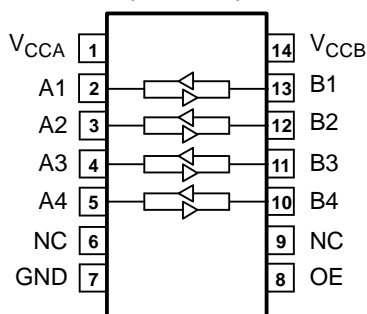 VCCA 1 14 VCCB
A1 2 13 B1
A2 3 12 B2
A3 4 11 B3
A4 5 10 B4
NC 6 9 NC
GND 7 8 OE